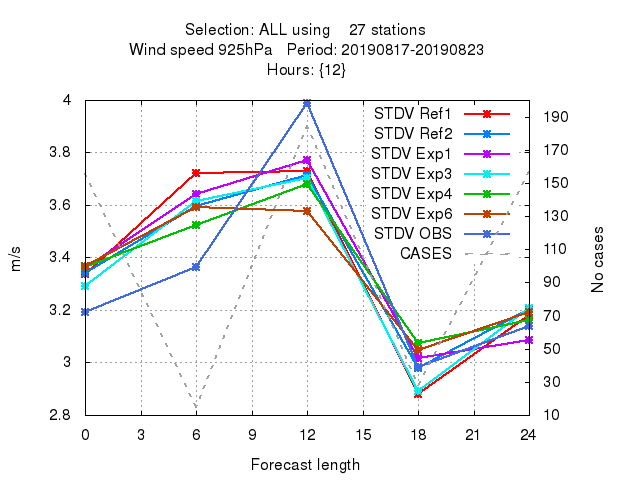 Selection: ALL using    27 stations
Wind speed 925hPa   Period: 20190817-20190823
Hours: {12}
4
3.8
3.6
3.4
3.2
3
2.8
m/s
STDV Ref1
STDV Ref2
STDV Exp1
STDV Exp3
STDV Exp4
STDV Exp6
STDV OBS
CASES
190
170
150
130
110
90
70
50
30
10
No cases
0 3 6 9 12 15 18 21 24
Forecast length